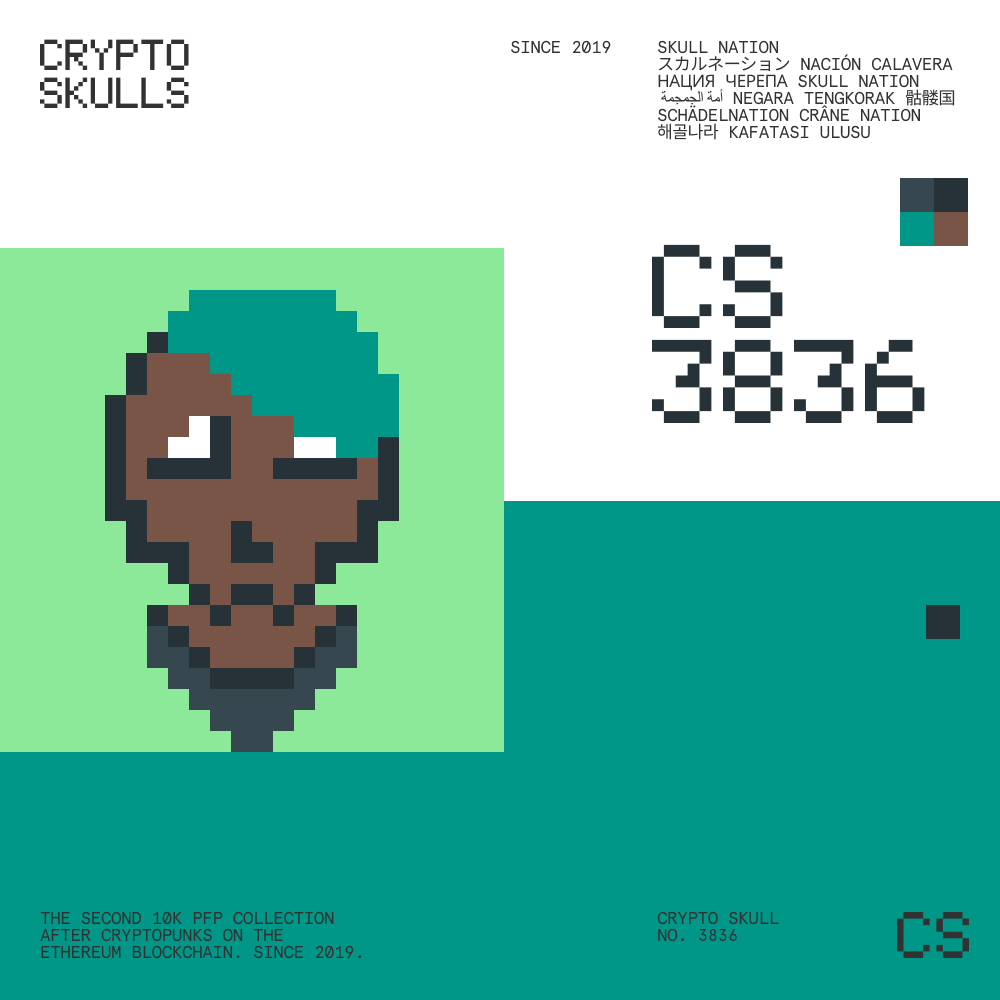 CRYPTO
SKULLS
SINCE 2019
SKULL NATION
スカルネーション NACIÓN CALAVERA
НАЦИЯ ЧЕРЕПА SKULL NATION
أمة الجمجمة NEGARA TENGKORAK 骷髅国
SCHÄDELNATION CRÂNE NATION
해골나라 KAFATASI ULUSU
CS
3836
THE SECOND 10K PFP COLLECTION
AFTER CRYPTOPUNKS ON THE
ETHEREUM BLOCKCHAIN. SINCE 2019.
CRYPTO SKULL
NO. 3836
CS